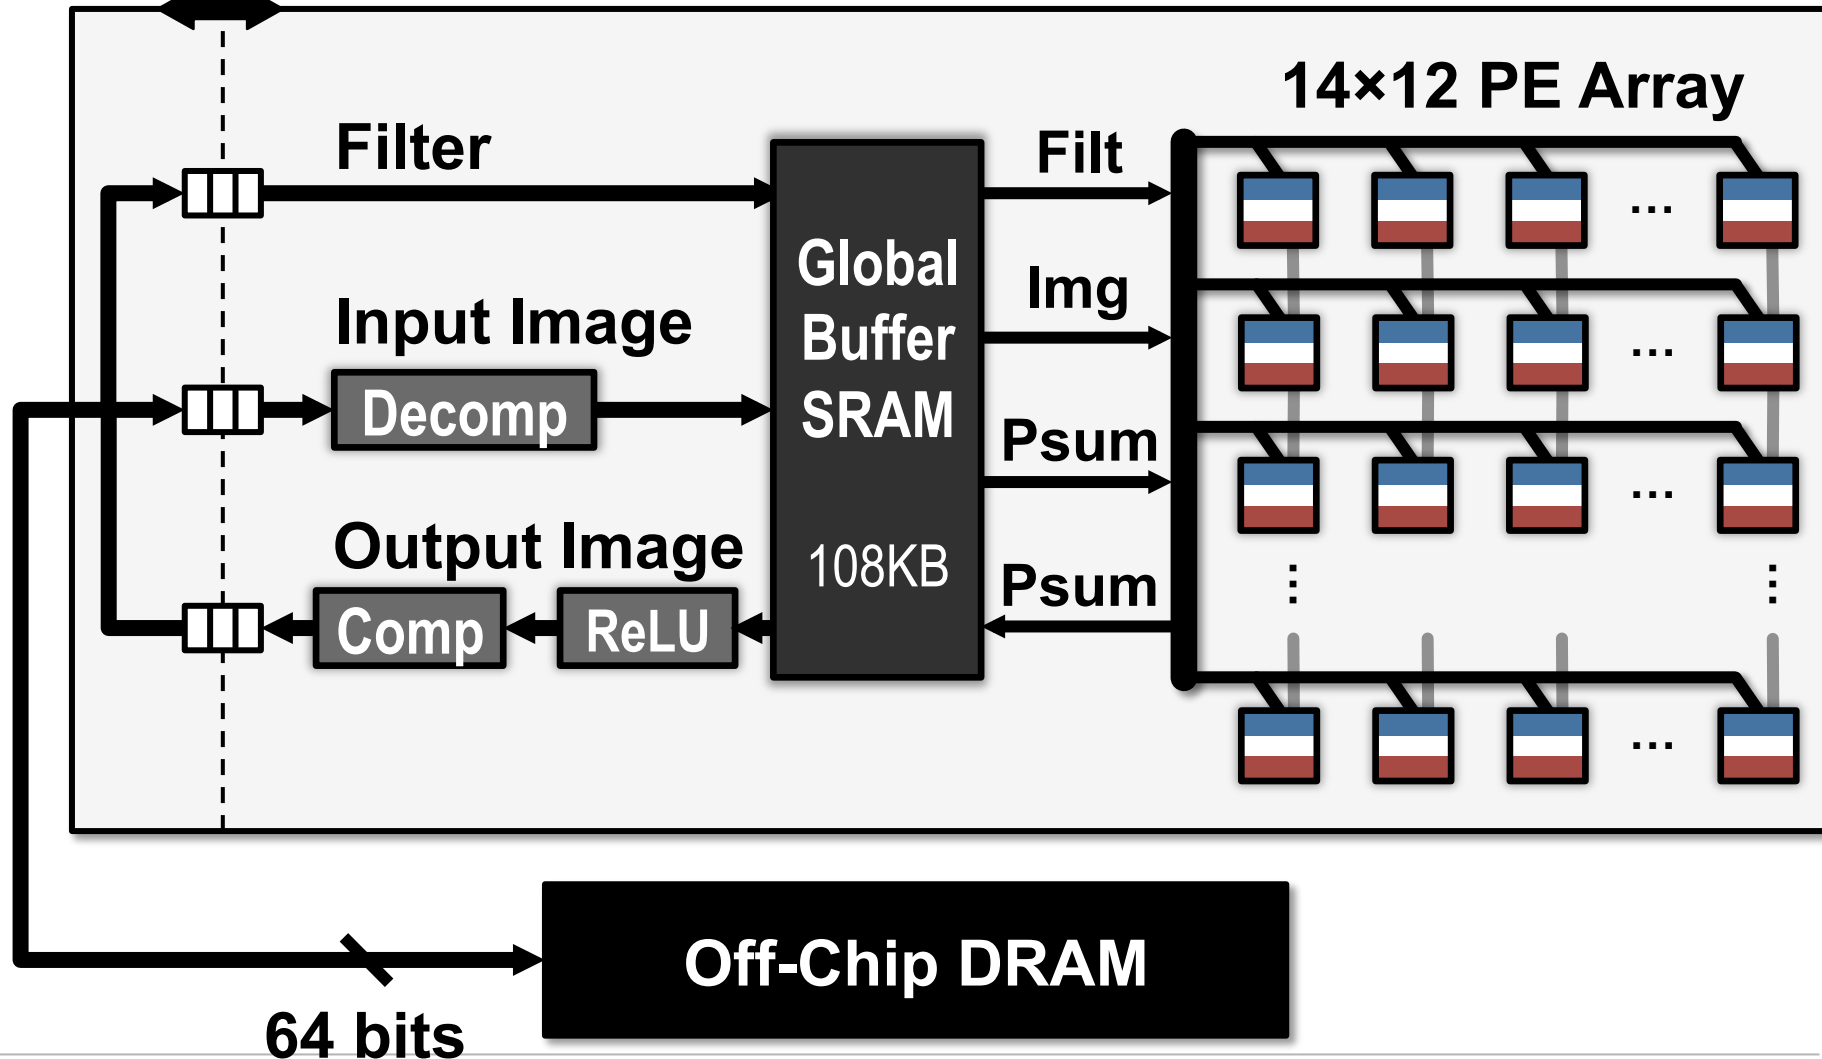 14×12 PE Array
Filter
Filt
Input Image
Img
Global
Buffer
SRAM
108KB
Decomp
Psum
Output Image
Psum
Comp
ReLU
...
...
...
...
...
...
Off-Chip DRAM
64 bits